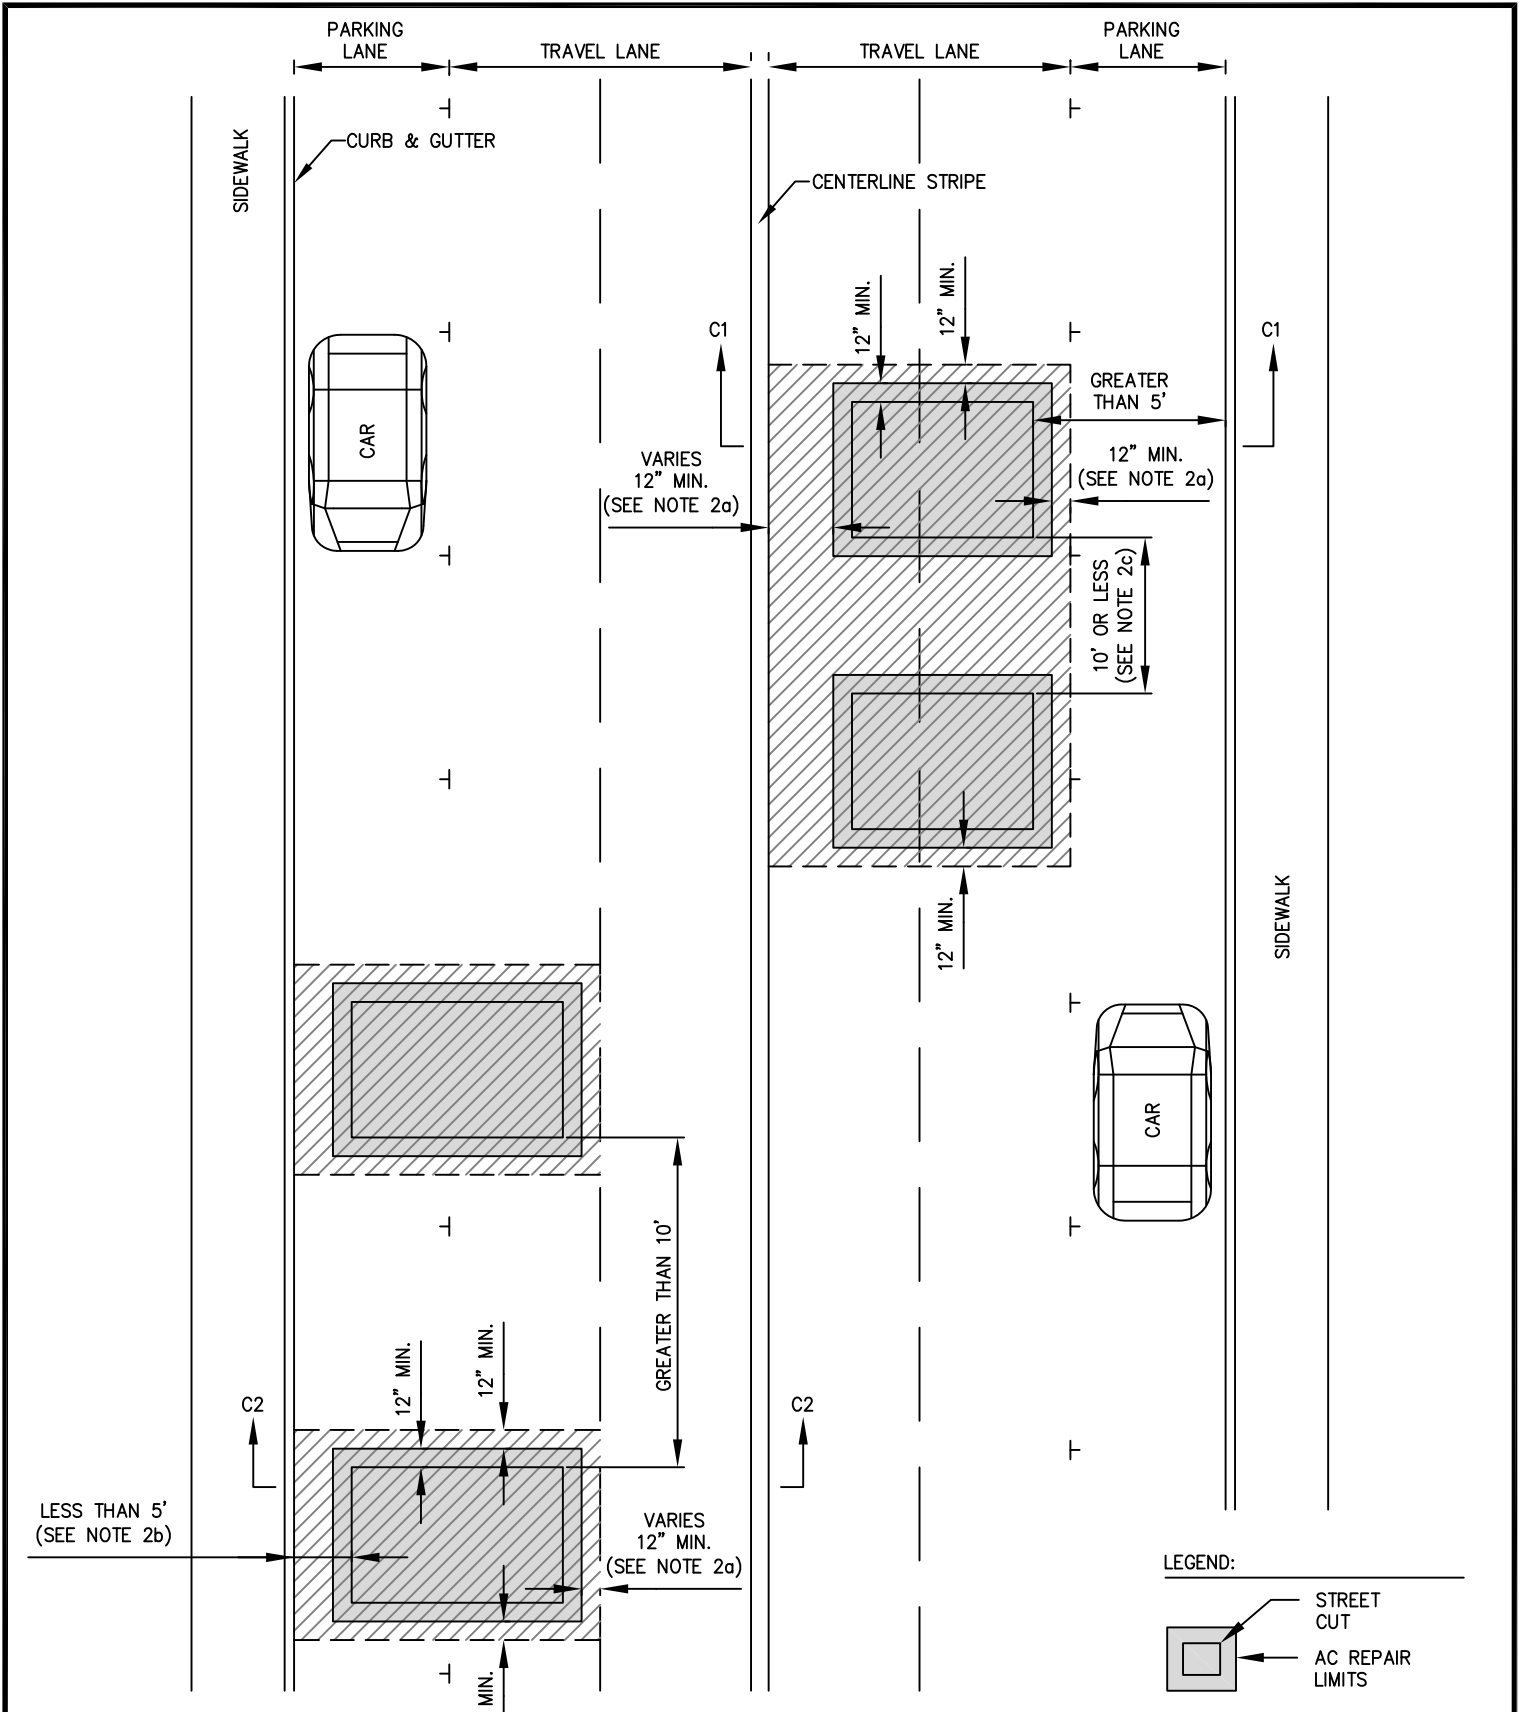 PARKING
LANE
TRAVEL LANE
TRAVEL LANE
PARKING
LANE
SIDEWALK
CURB & GUTTER
CENTERLINE STRIPE
12" MIN.
12" MIN.
C1
C1
GREATER
THAN 5'
CAR
VARIES
12" MIN.
(SEE NOTE 2a)
12" MIN.
(SEE NOTE 2a)
10' OR LESS
(SEE NOTE 2c)
12" MIN.
SIDEWALK
CAR
GREATER THAN 10'
12" MIN.
12" MIN.
C2
C2
LESS THAN 5'
(SEE NOTE 2b)
VARIES
12" MIN.
(SEE NOTE 2a)
MIN.
LEGEND:
STREET
CUT
AC REPAIR
LIMITS